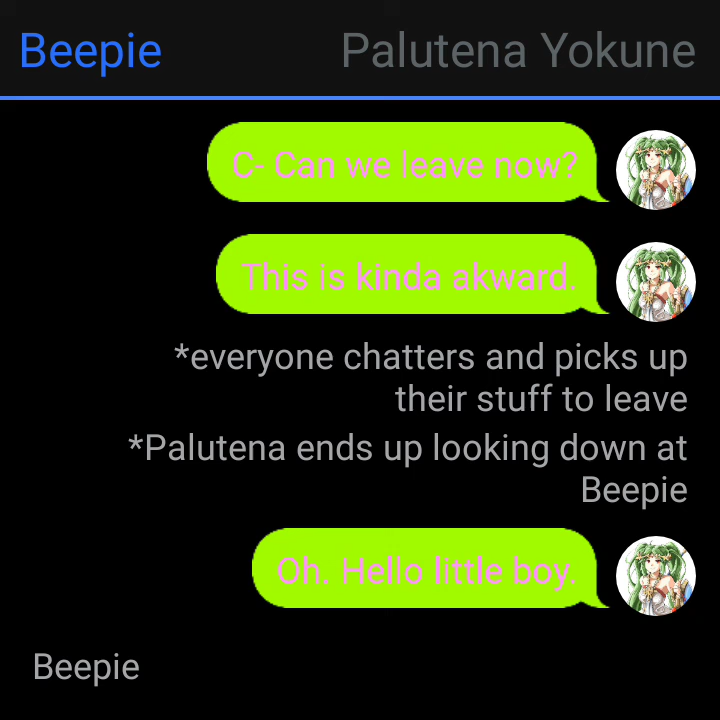 Beepie Palutena Yokune
C- Can we leave now?
This is kinda akward.
*everyone chatters and picks up
their stuff to leave
*Palutena ends up looking down at
Beepie
Oh. Hello little boy.
Beepie